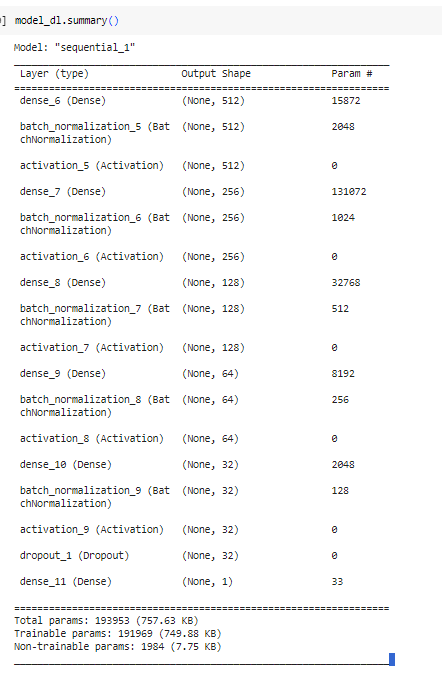 ] model_dl.summary()
Model: "sequential_1"
Layer (type) Output Shape Param #
=================================================================
dense_6 (Dense) (None, 512) 15872
batch_normalization_5 (Bat (None, 512) 2048
chNormalization)
activation_5 (Activation) (None, 512) 0
dense_7 (Dense) (None, 256) 131072
batch_normalization_6 (Bat (None, 256) 1024
chNormalization)
activation_6 (Activation) (None, 256) 0
dense_8 (Dense) (None, 128) 32768
batch_normalization_7 (Bat (None, 128) 512
chNormalization)
activation_7 (Activation) (None, 128) 0
dense_9 (Dense) (None, 64) 8192
batch_normalization_8 (Bat (None, 64) 256
chNormalization)
activation_8 (Activation) (None, 64) 0
dense_10 (Dense) (None, 32) 2048
batch_normalization_9 (Bat (None, 32) 128
chNormalization)
activation_9 (Activation) (None, 32) 0
dropout_1 (Dropout) (None, 32) 0
dense_11 (Dense) (None, 1) 33
=================================================================
Total params: 193953 (757.63 KB)
Trainable params: 191969 (749.88 KB)
Non-trainable params: 1984 (7.75 KB)